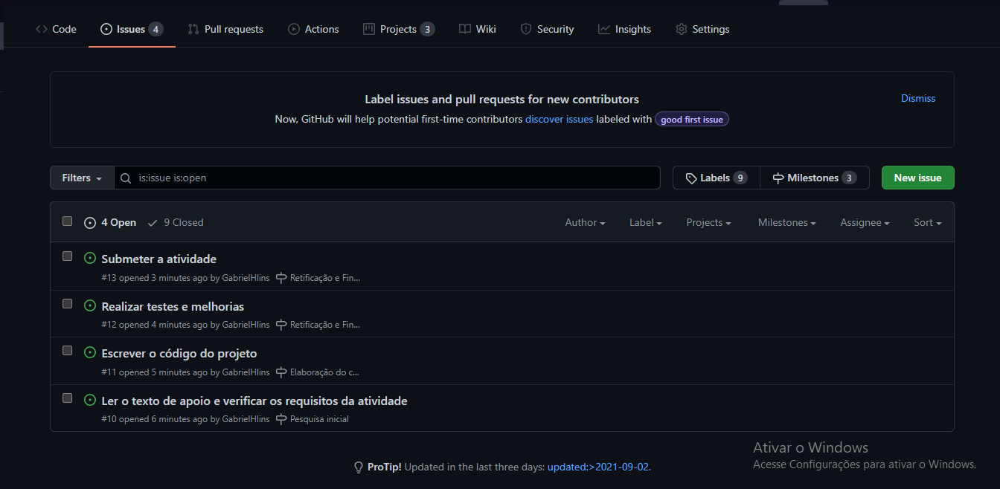 Code Issues 4 Pull requests Actions Projects 3 Wiki Security Insights Settings
Label issues and pull requests for new contributors
Dismiss
Now, GitHub will help potential first-time contributors discover issues labeled with good first issue
Filters is:issue is:open Labels 9 Milestones 3 New issue
4 Open 9 Closed Author Label Projects Milestones Assignee Sort
Submeter a atividade
#13 opened 3 minutes ago by GabrielHlins Retificação e Fin...
Realizar testes e melhorias
#12 opened 4 minutes ago by GabrielHlins Retificação e Fin...
Escrever o código do projeto
#11 opened 5 minutes ago by GabrielHlins Elaboração do c...
Ler o texto de apoio e verificar os requisitos da atividade
#10 opened 6 minutes ago by GabrielHlins Pesquisa inicial
ProTip! Updated in the last three days: updated:>2021-09-02.
Ativar o Windows
Acesse Configurações para ativar o Windows.